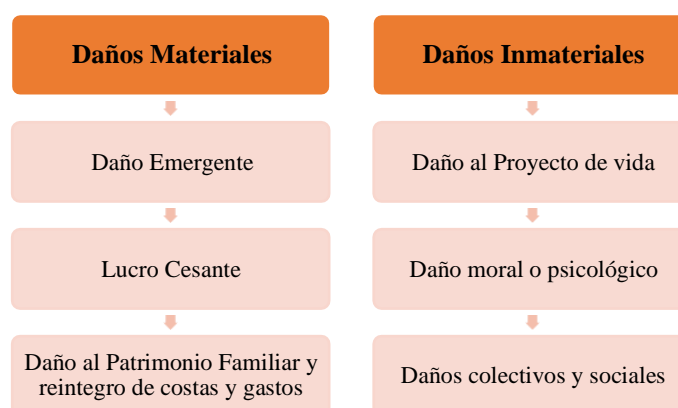 Daños Materiales
Daño Emergente
Lucro Cesante
Daño al Patrimonio Familiar y
reintegro de costas y gastos
Daños Inmateriales
Daño al Proyecto de vida
Daño moral o psicológico
Daños colectivos y sociales